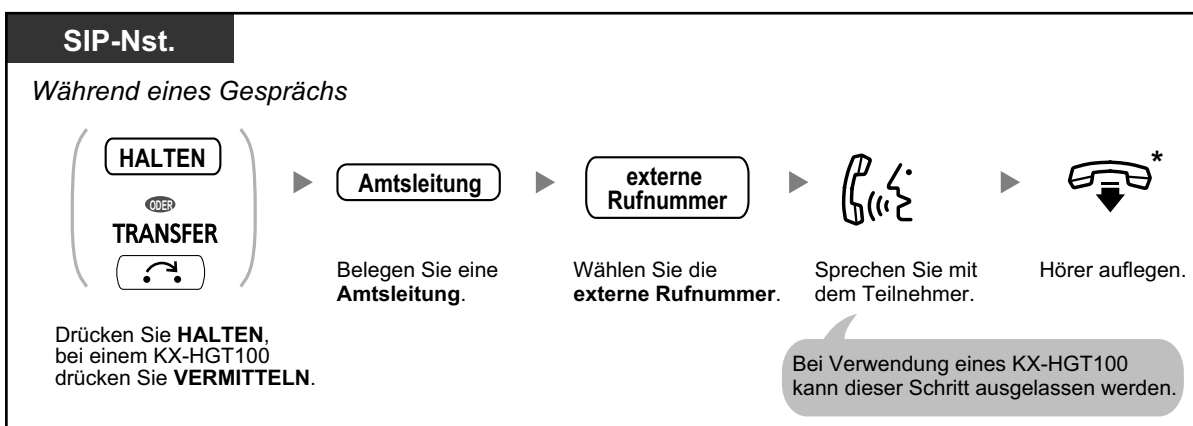 SIP-Nst.
Während eines Gesprächs
HALTEN
ODER
TRANSFER
Drücken Sie HALTEN,
bei einem KX-HGT100
drücken Sie VERMITTELN.
Amtsleitung
Belegen Sie eine
Amtsleitung.
externe
Rufnummer
Wählen Sie die
externe Rufnummer.
Sprechen Sie mit
dem Teilnehmer.
Bei Verwendung eines KX-HGT100
kann dieser Schritt ausgelassen werden.
*
Hörer auflegen.